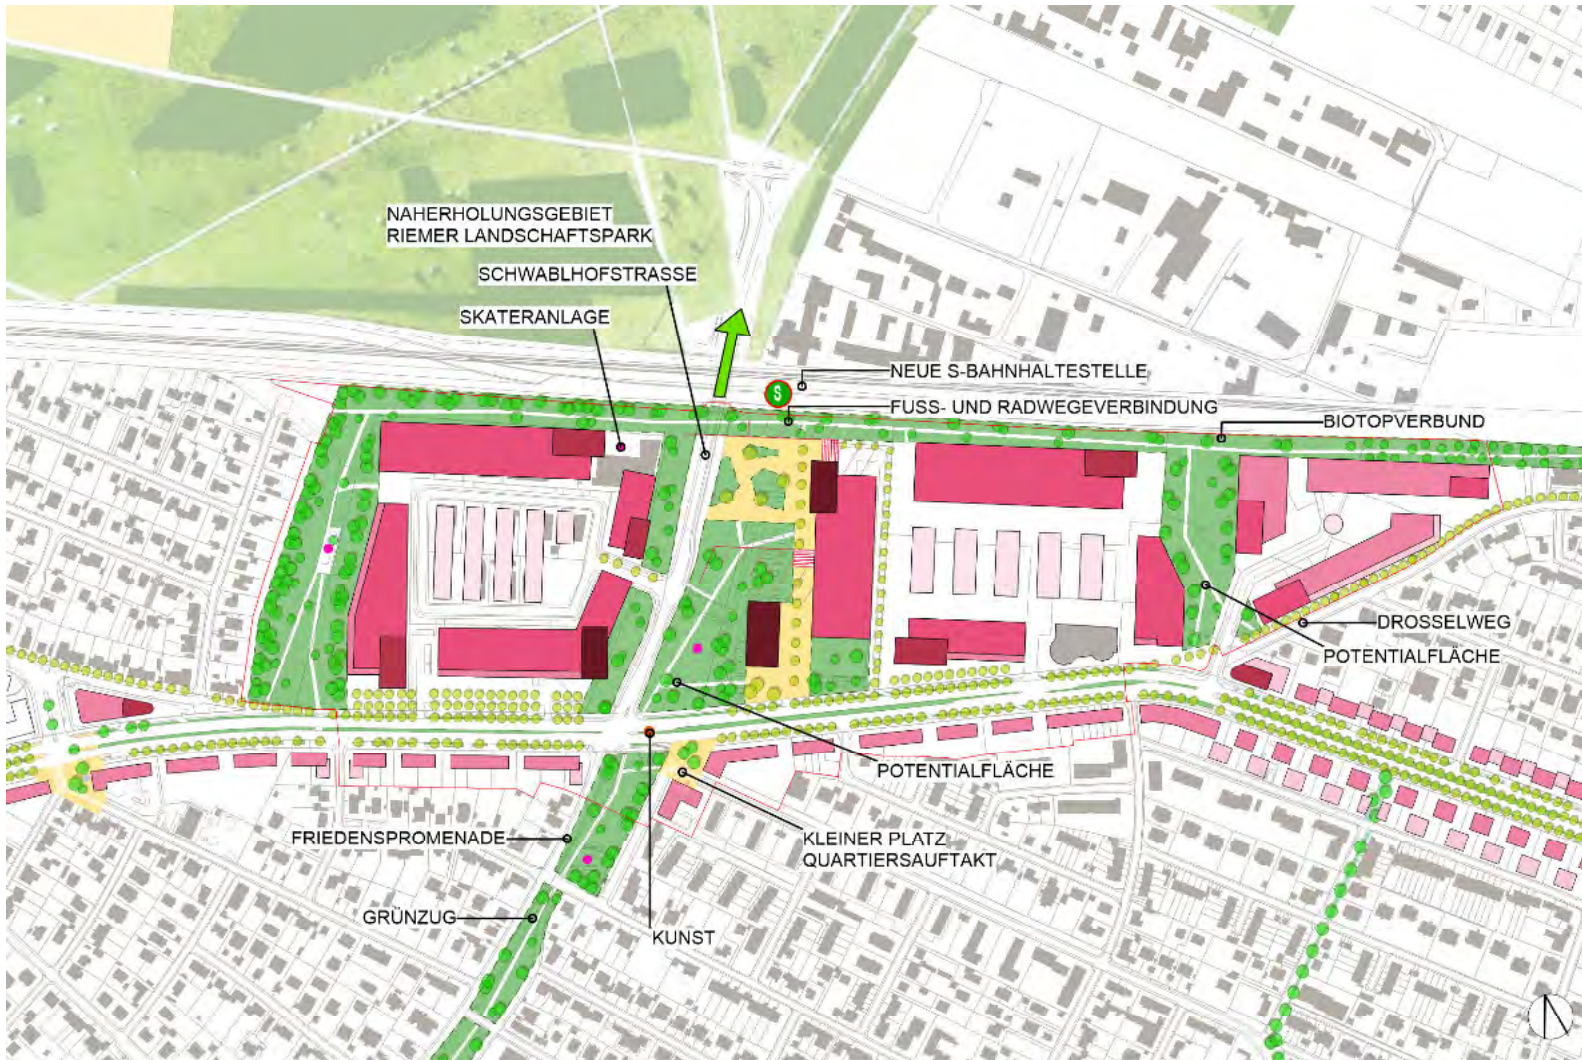 NAHERHOLUNGSGEBIET
RIEMER LANDSCHAFTSPARK
SCHWABLHOFSTRASSE
SKATERANLAGE
NEUE S-BAHNHALTESTELLE
S
FUSS- UND RADWEGEVERBINDUNG
BIOTOPVERBUND
DROSSELWEG
POTENTIALFLÄCHE
POTENTIALFLÄCHE
FRIEDENSPROMENADE
KLEINER PLATZ
QUARTIERSAUFTAKT
GRÜNZUG
KUNST